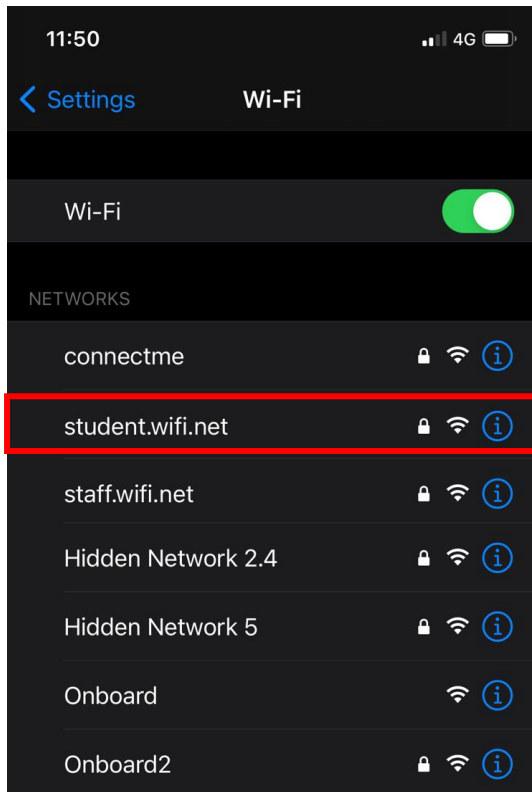 11:50 4G
Settings Wi-Fi
Wi-Fi
NETWORKS
connectme
student.wifi.net
staff.wifi.net
Hidden Network 2.4
Hidden Network 5
Onboard
Onboard2